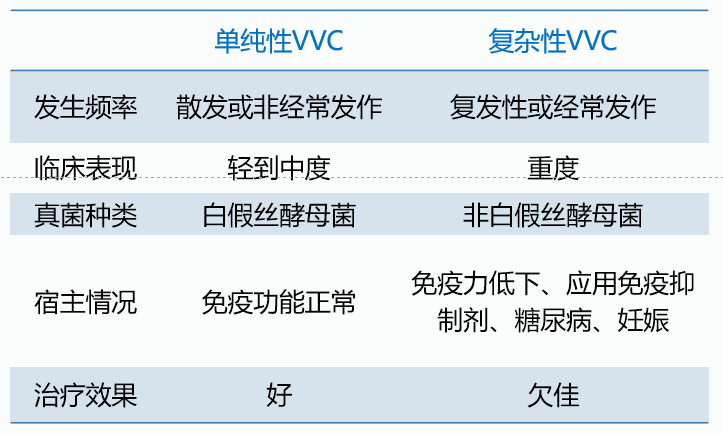 单纯性VVC 复杂性VVC
发生频率 散发或非经常发作 复发性或经常发作
临床表现 轻到中度 重度
真菌种类 白假丝酵母菌 非白假丝酵母菌
宿主情况 免疫功能正常 免疫力低下、应用免疫抑
制剂、糖尿病、妊娠
治疗效果 好 欠佳